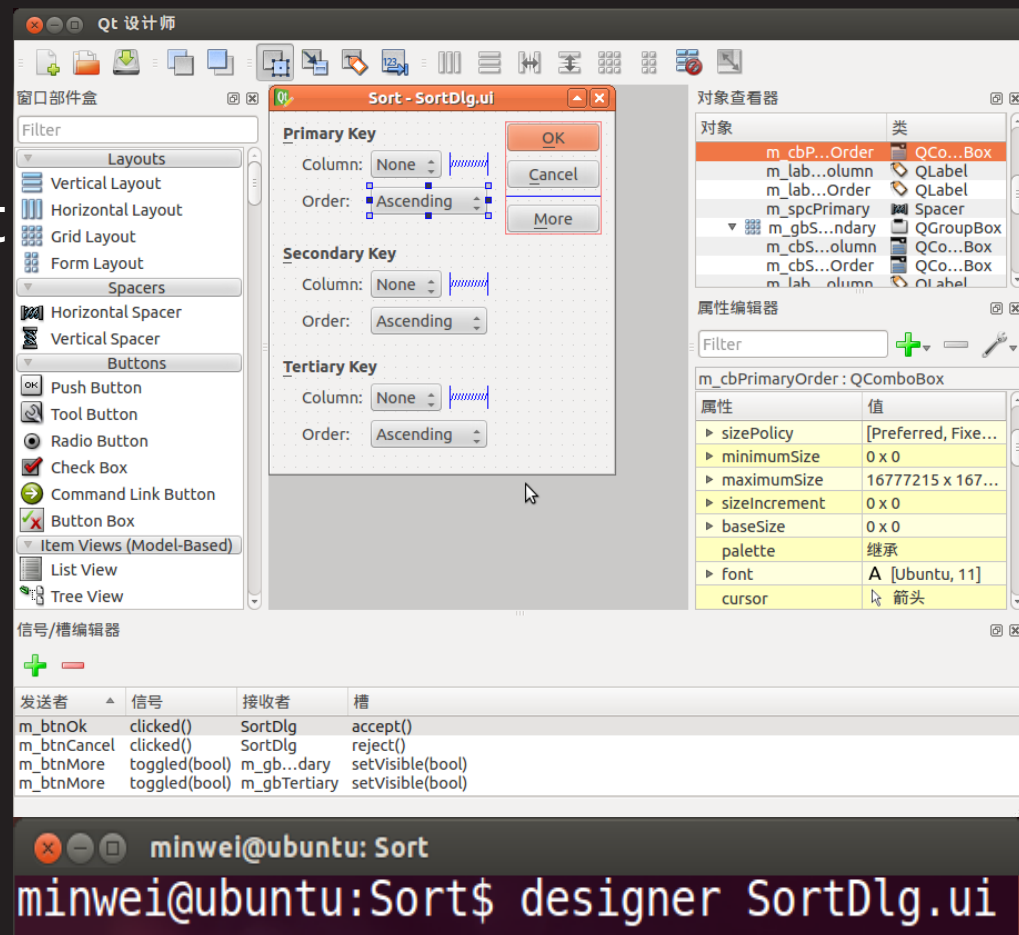 Qt 设计师
窗口部件盒
Filter
Layouts
Vertical Layout
Horizontal Layout
Grid Layout
Form Layout
Spacers
Horizontal Spacer
Vertical Spacer
Buttons
OK
Push Button
Tool Button
Radio Button
Check Box
Command Link Button
Button Box
Item Views (Model-Based)
List View
Tree View
Sort - SortDlg.ui
Primary Key
Column: None
Order: Ascending
OK
Cancel
More
Secondary Key
Column: None
Order: Ascending
Tertiary Key
Column: None
Order: Ascending
对象查看器
对象 类
m_cbP...Order QCo...Box
m_lab...olumn QLabel
m_lab...Order QLabel
m_spcPrimary Spacer
m_gbS...ndary QGroupBox
m_cbS...olumn QCo...Box
m_cbS...Order QCo...Box
m_lab...olumn QLabel
属性编辑器
Filter
m_cbPrimaryOrder : QComboBox
属性 值
sizePolicy [Preferred, Fixe...
minimumSize 0 x 0
maximumSize 16777215 x 167...
sizeIncrement 0 x 0
baseSize 0 x 0
palette 继承
font A [Ubuntu, 11]
cursor 箭头
信号/槽编辑器
发送者 信号 接收者 槽
m_btnOk clicked() SortDlg accept()
m_btnCancel clicked() SortDlg reject()
m_btnMore toggled(bool) m_gb...dary setVisible(bool)
m_btnMore toggled(bool) m_gbTertiary setVisible(bool)
minwei@ubuntu: Sort
minwei@ubuntu:Sort$ designer SortDlg.ui